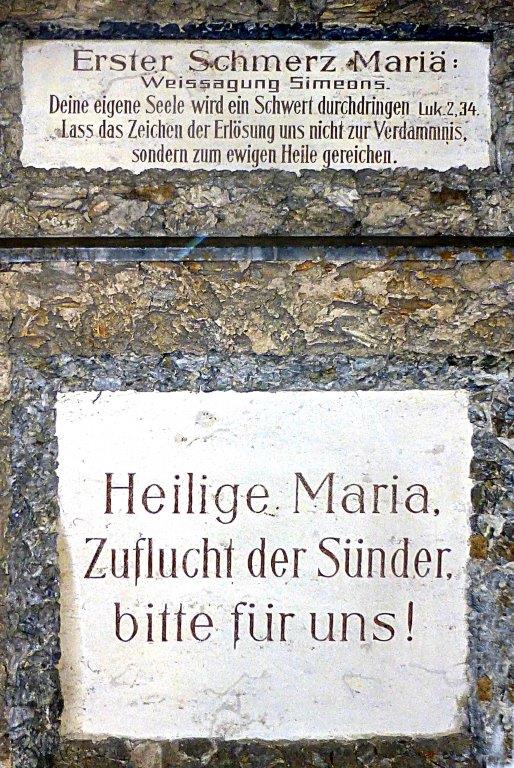 Erster Schmerz Mariä:
Weissagung Simeons.
Deine eigene Seele wird ein Schwert durchdringen Luk.2,34.
Lass das Zeichen der Erlösung uns nicht zur Verdammnis,
sondern zum ewigen Heile gereichen.
Heilige Maria,
Zuflucht der Sünder,
bitte für uns!